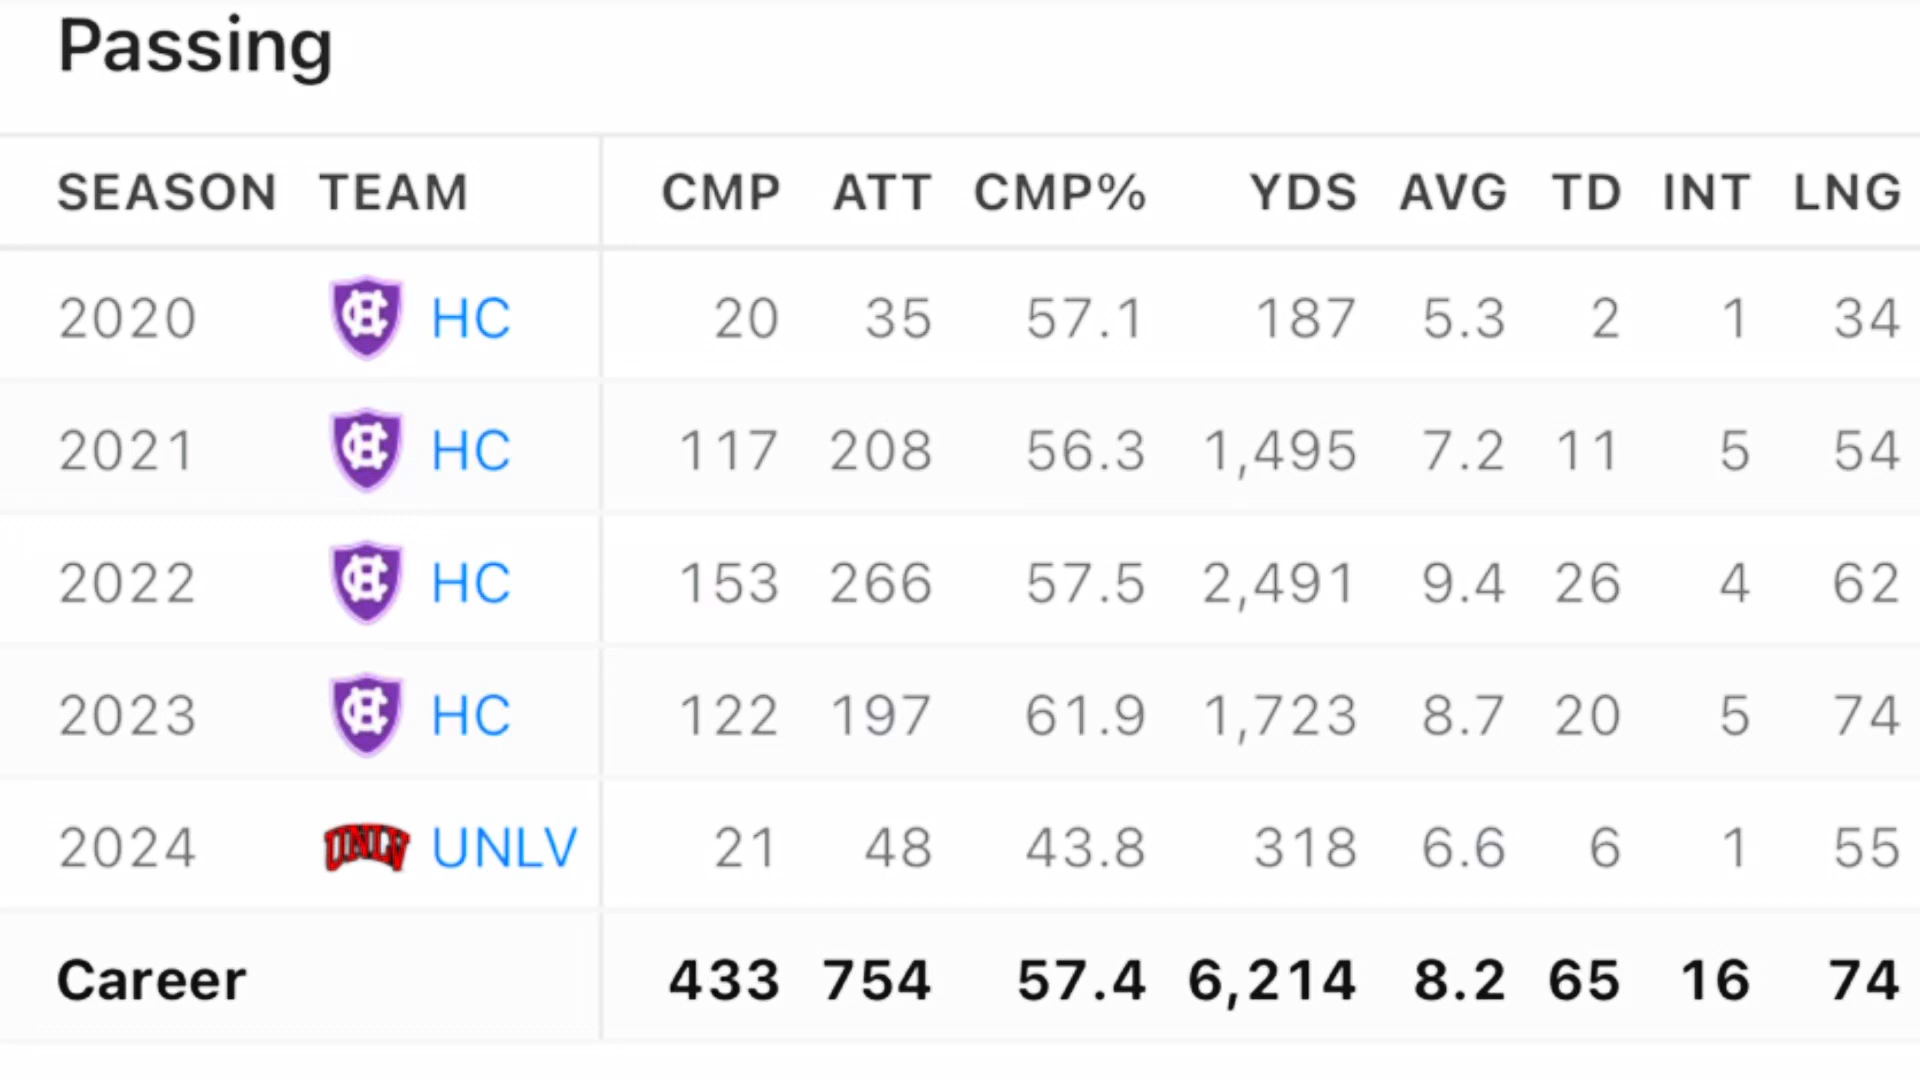 Passing
SEASON TEAM CMP ATT CMP% YDS AVG TD INT LNG
2020 HC 20 35 57.1 187 5.3 2 1 34
2021 HC 117 208 56.3 1,495 7.2 11 5 54
2022 HC 153 266 57.5 2,491 9.4 26 4 62
2023 HC 122 197 61.9 1,723 8.7 20 5 74
2024 UNLV UNLV 21 48 43.8 318 6.6 6 1 55
Career 433 754 57.4 6,214 8.2 65 16 74